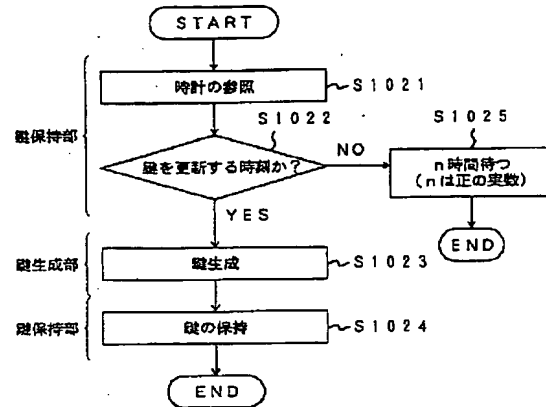 START
時計の参照
S1021
S1022
S1025
鍵保持部
鍵を更新する時刻か?
NO
n時間待つ
(nは正の実数)
YES
END
鍵生成部
鍵生成
S1023
鍵保持部
鍵の保持
S1024
END